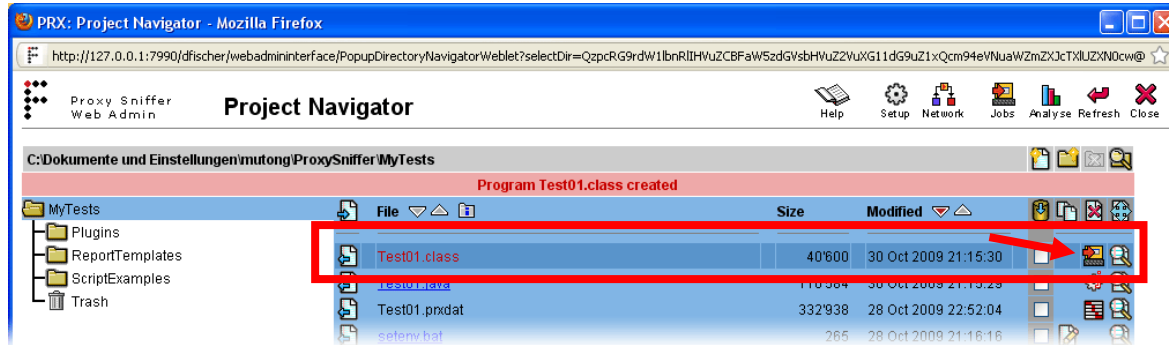 PRX: Project Navigator - Mozilla Firefox
http://127.0.0.1:7990/dfischer/webadmininterface/PopupDirectoryNavigatorWeblet?selectDir=QzpcRG9rdW1lbnRlIHVuZCBFaW5zdGVsbHVuZ2VuXG11dG9uZ1xQcm94eVNuaWZmZXJcTXlUZXN0cw@
Proxy Sniffer
Web Admin
Project Navigator
Help Setup Network Jobs Analyse Refresh Close
C:\Dokumente und Einstellungen\mutong\ProxySniffer\MyTests
Program Test01.class created
MyTests File Size Modified
Plugins
ReportTemplates Test01.class 40'600 30 Oct 2009 21:15:30
ScriptExamples Test01.java 110'584 30 Oct 2009 21:15:29
Trash Test01.prxdat 332'938 28 Oct 2009 22:52:04
setenv.bat 265 28 Oct 2009 21:16:16